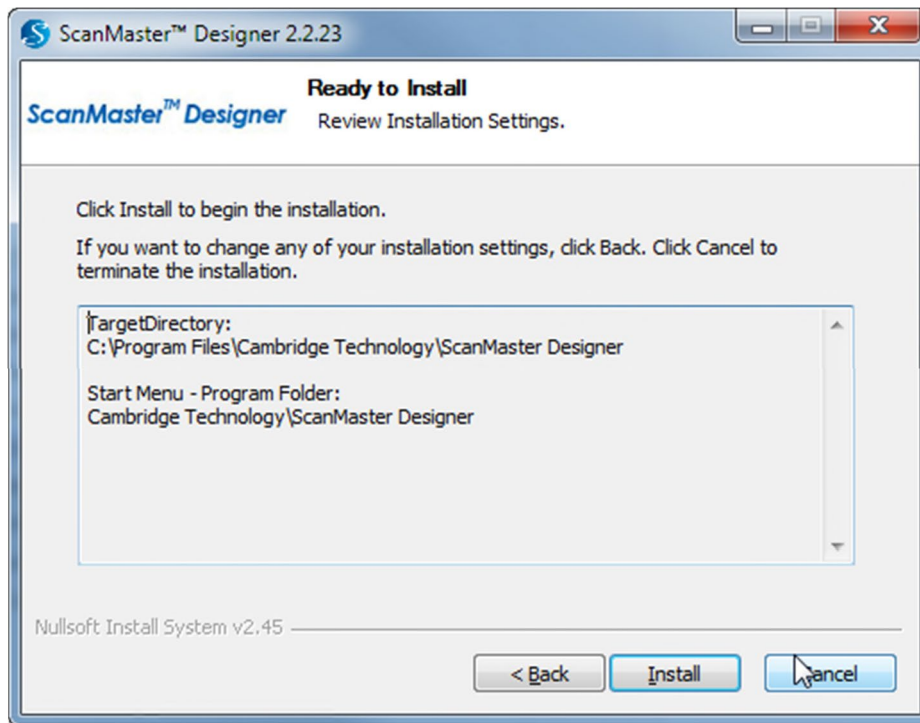 ScanMaster™ Designer 2.2.23
Ready to Install
ScanMaster™ Designer
Review Installation Settings.
Click Install to begin the installation.
If you want to change any of your installation settings, click Back. Click Cancel to
terminate the installation.
TargetDirectory:
C:\Program Files\Cambridge Technology\ScanMaster Designer
Start Menu - Program Folder:
Cambridge Technology\ScanMaster Designer
Nullsoft Install System v2.45
< Back
Install
Cancel